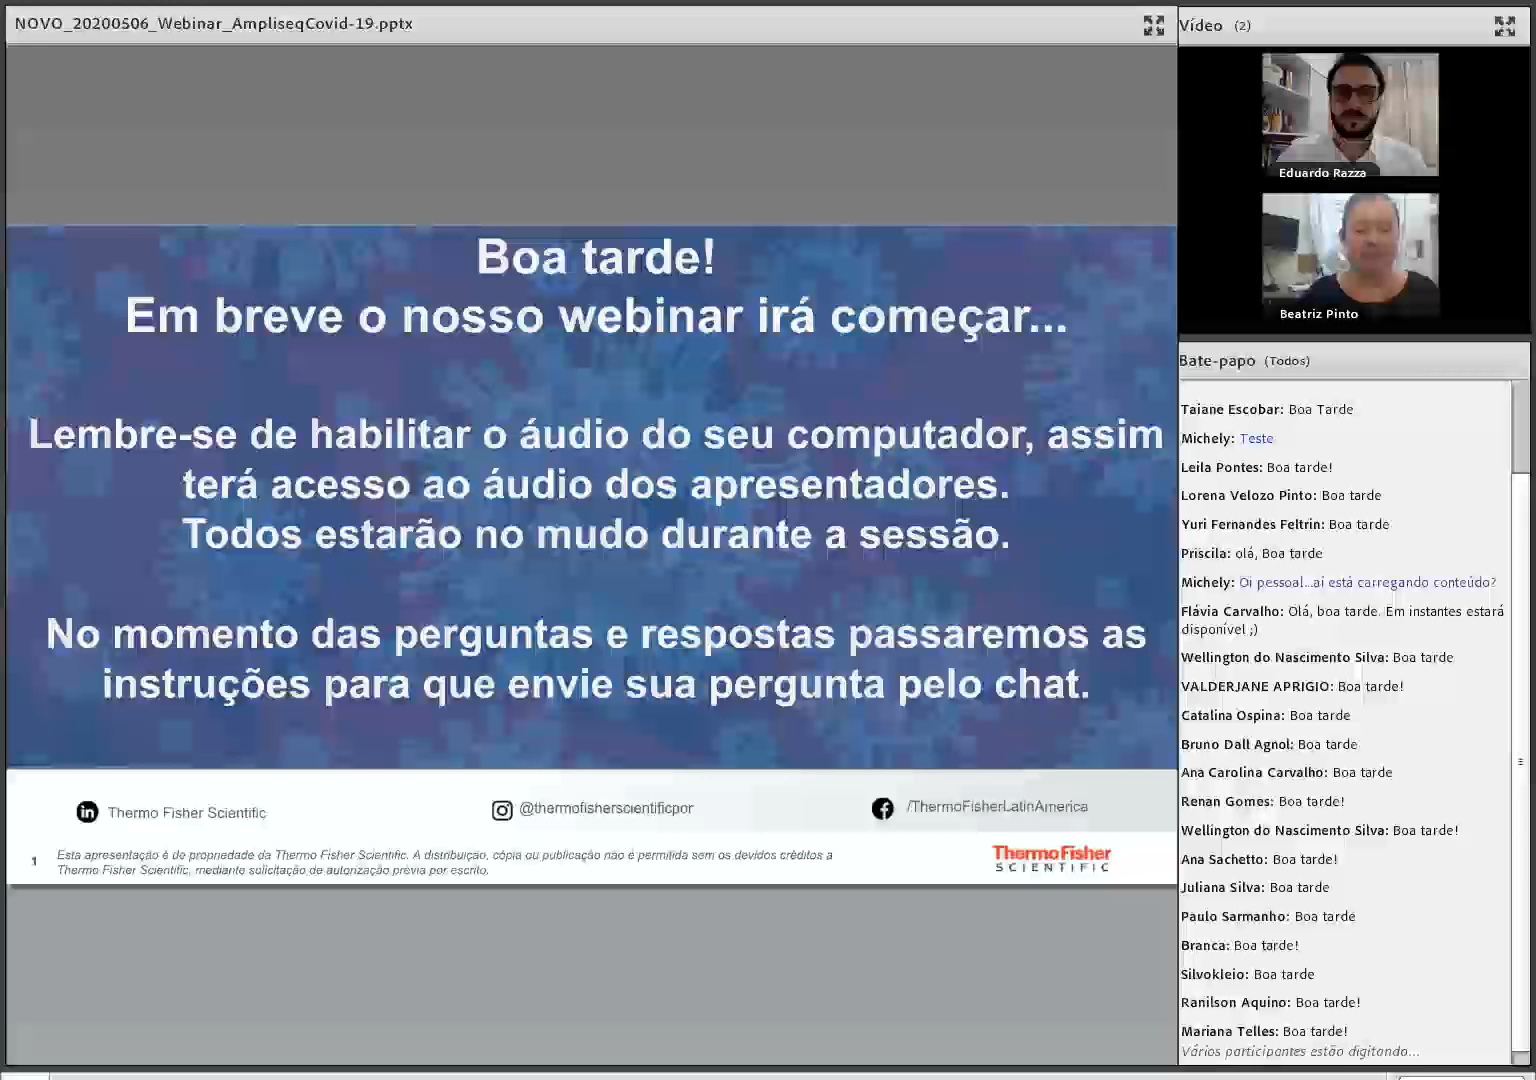 NOVO_20200506_Webinar_AmpliseqCovid-19.pptx
Boa tarde!
Em breve o nosso webinar irá começar...
Lembre-se de habilitar o áudio do seu computador, assim
terá acesso ao áudio dos apresentadores.
Todos estarão no mudo durante a sessão.
No momento das perguntas e respostas passaremos as
instruções para que envie sua pergunta pelo chat.
Thermo Fisher Scientific
@thermofisherscientificpor
/ThermoFisherLatinAmerica
1
Esta apresentação é de propriedade da Thermo Fisher Scientific. A distribuição, cópia ou publicação não é permitida sem os devidos créditos a
Thermo Fisher Scientific, mediante solicitação de autorização prévia por escrito.
ThermoFisher
SCIENTIFIC
Vídeo (2)
Eduardo Razza
Beatriz Pinto
Bate-papo (Todos)
Taiane Escobar: Boa Tarde
Michely: Teste
Leila Pontes: Boa tarde!
Lorena Velozo Pinto: Boa tarde
Yuri Fernandes Feltrin: Boa tarde
Priscila: olá, Boa tarde
Michely: Oi pessoal...ai está carregando conteúdo?
Flávia Carvalho: Olá, boa tarde. Em instantes estará
disponível ;)
Wellington do Nascimento Silva: Boa tarde
VALDERJANE APRIGIO: Boa tarde!
Catalina Ospina: Boa tarde
Bruno Dall Agnol: Boa tarde
Ana Carolina Carvalho: Boa tarde
Renan Gomes: Boa tarde!
Wellington do Nascimento Silva: Boa tarde!
Ana Sachetto: Boa tarde!
Juliana Silva: Boa tarde
Paulo Sarmanho: Boa tarde
Branca: Boa tarde!
Silvokleio: Boa tarde
Ranilson Aquino: Boa tarde!
Mariana Telles: Boa tarde!
Vários participantes estão digitando...